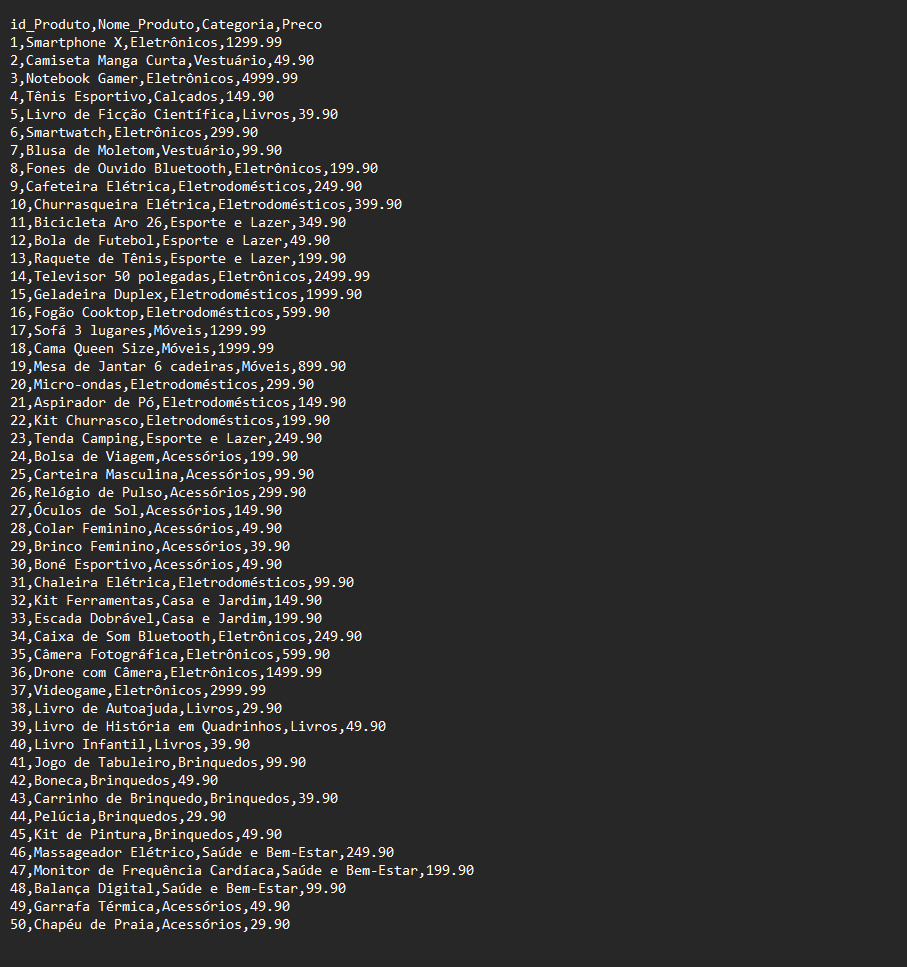 id_Produto,Nome_Produto,Categoria,Preco
1,Smartphone X,Eletrônicos,1299.99
2,Camiseta Manga Curta,Vestuário,49.90
3,Notebook Gamer,Eletrônicos,4999.99
4,Tênis Esportivo,Calçados,149.90
5,Livro de Ficção Científica,Livros,39.90
6,Smartwatch,Eletrônicos,299.90
7,Blusa de Moletom,Vestuário,99.90
8,Fones de Ouvido Bluetooth,Eletrônicos,199.90
9,Cafeteira Elétrica,Eletrodomésticos,249.90
10,Churrasqueira Elétrica,Eletrodomésticos,399.90
11,Bicicleta Aro 26,Esporte e Lazer,349.90
12,Bola de Futebol,Esporte e Lazer,49.90
13,Raquete de Tênis,Esporte e Lazer,199.90
14,Televisor 50 polegadas,Eletrônicos,2499.99
15,Geladeira Duplex,Eletrodomésticos,1999.90
16,Fogão Cooktop,Eletrodomésticos,599.90
17,Sofá 3 lugares,Móveis,1299.99
18,Cama Queen Size,Móveis,1999.99
19,Mesa de Jantar 6 cadeiras,Móveis,899.90
20,Micro-ondas,Eletrodomésticos,299.90
21,Aspirador de Pó,Eletrodomésticos,149.90
22,Kit Churrasco,Eletrodomésticos,199.90
23,Tenda Camping,Esporte e Lazer,249.90
24,Bolsa de Viagem,Acessórios,199.90
25,Carteira Masculina,Acessórios,99.90
26,Relógio de Pulso,Acessórios,299.90
27,Óculos de Sol,Acessórios,149.90
28,Colar Feminino,Acessórios,49.90
29,Brinco Feminino,Acessórios,39.90
30,Boné Esportivo,Acessórios,49.90
31,Chaleira Elétrica,Eletrodomésticos,99.90
32,Kit Ferramentas,Casa e Jardim,149.90
33,Escada Dobrável,Casa e Jardim,199.90
34,Caixa de Som Bluetooth,Eletrônicos,249.90
35,Câmera Fotográfica,Eletrônicos,599.90
36,Drone com Câmera,Eletrônicos,1499.99
37,Videogame,Eletrônicos,2999.99
38,Livro de Autoajuda,Livros,29.90
39,Livro de História em Quadrinhos,Livros,49.90
40,Livro Infantil,Livros,39.90
41,Jogo de Tabuleiro,Brinquedos,99.90
42,Boneca,Brinquedos,49.90
43,Carrinho de Brinquedo,Brinquedos,39.90
44,Pelúcia,Brinquedos,29.90
45,Kit de Pintura,Brinquedos,49.90
46,Massageador Elétrico,Saúde e Bem-Estar,249.90
47,Monitor de Frequência Cardíaca,Saúde e Bem-Estar,199.90
48,Balança Digital,Saúde e Bem-Estar,99.90
49,Garrafa Térmica,Acessórios,49.90
50,Chapéu de Praia,Acessórios,29.90